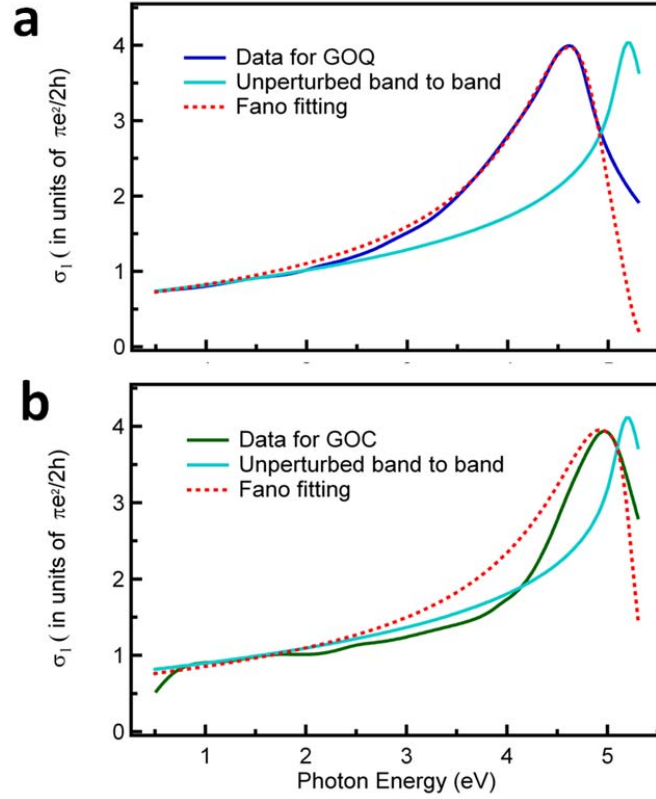 a
σ₁ ( in units of πe²/2h)
4
3
2
1
0
Data for GOQ
Unperturbed band to band
Fano fitting
b
σ₁ ( in units of πe²/2h)
4
3
2
1
0
Data for GOC
Unperturbed band to band
Fano fitting
1 2 3 4 5
Photon Energy (eV)